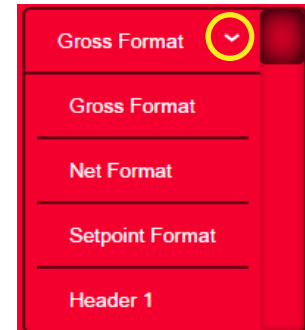 Gross Format
Gross Format
Net Format
Setpoint Format
Header 1